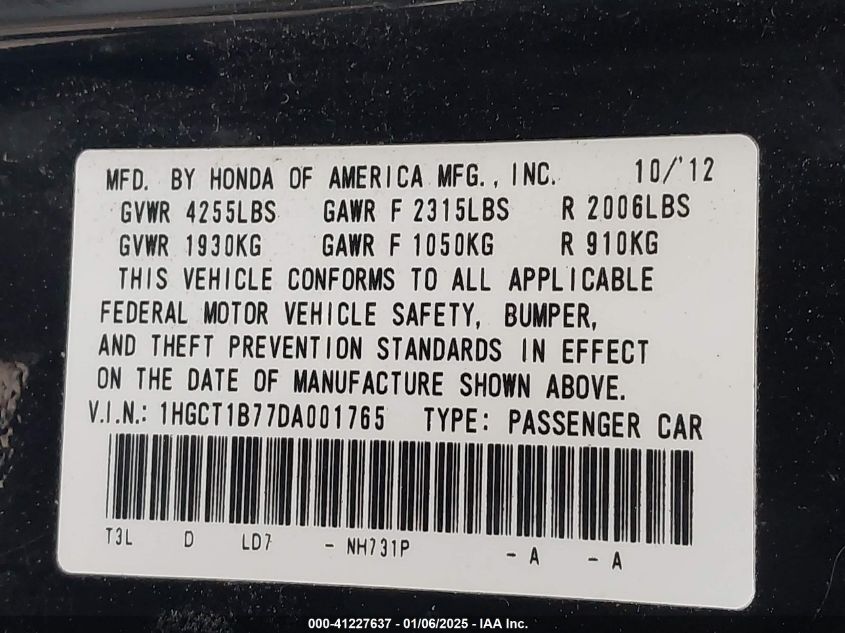 MFD. BY HONDA OF AMERICA MFG., INC. 10/'12
GVWR 4255LBS GAWR F 2315LBS R 2006LBS
GVWR 1930KG GAWR F 1050KG R 910KG
THIS VEHICLE CONFORMS TO ALL APPLICABLE
FEDERAL MOTOR VEHICLE SAFETY, BUMPER,
AND THEFT PREVENTION STANDARDS IN EFFECT
ON THE DATE OF MANUFACTURE SHOWN ABOVE.
V.I.N.: 1HGCT1B77DA001765 TYPE: PASSENGER CAR
T3L D LD7 - NH731P - A - A
000-41227637 - 01/06/2025 - IAA Inc.